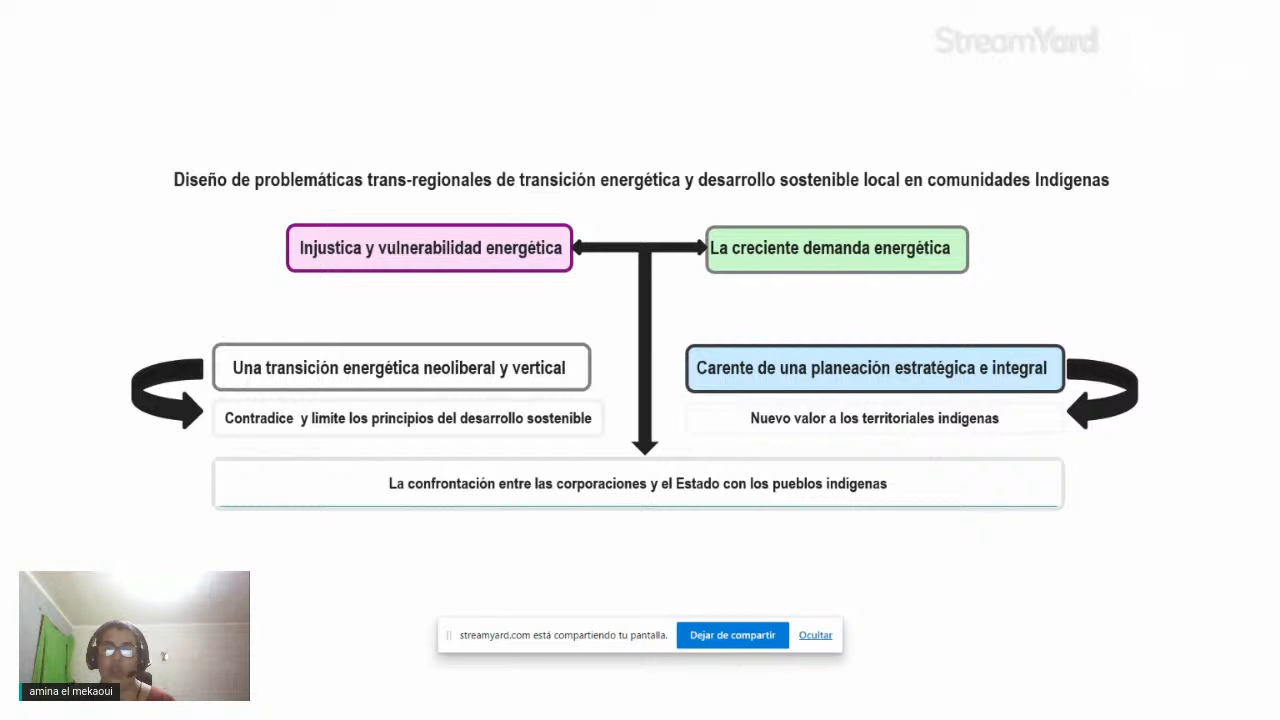 StreamYard
Diseño de problemáticas trans-regionales de transición energética y desarrollo sostenible local en comunidades Indígenas
Injustica y vulnerabilidad energética
La creciente demanda energética
Una transición energética neoliberal y vertical
Carente de una planeación estratégica e integral
Contradice y limite los principios del desarrollo sostenible
Nuevo valor a los territoriales indígenas
La confrontación entre las corporaciones y el Estado con los pueblos indigenas
streamyard.com está compartiendo tu pantalla.
Dejar de compartir
Ocultar
amina el mekaoui